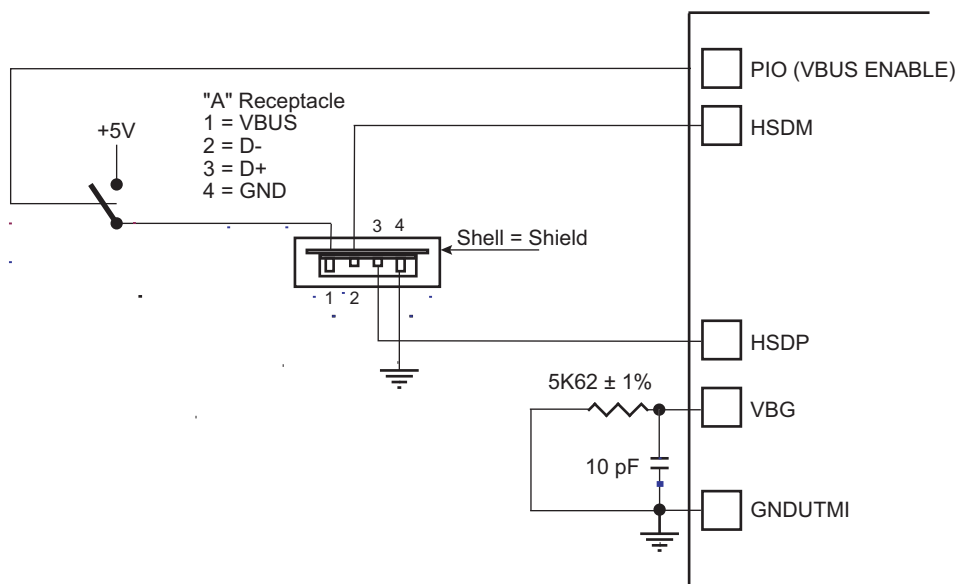 PIO (VBUS ENABLE)
"A" Receptacle
1 = VBUS
2 = D-
3 = D+
4 = GND
+5V
HSDM
3 4
Shell = Shield
1 2
HSDP
5K62 ± 1%
VBG
10 pF
GNDUTMI